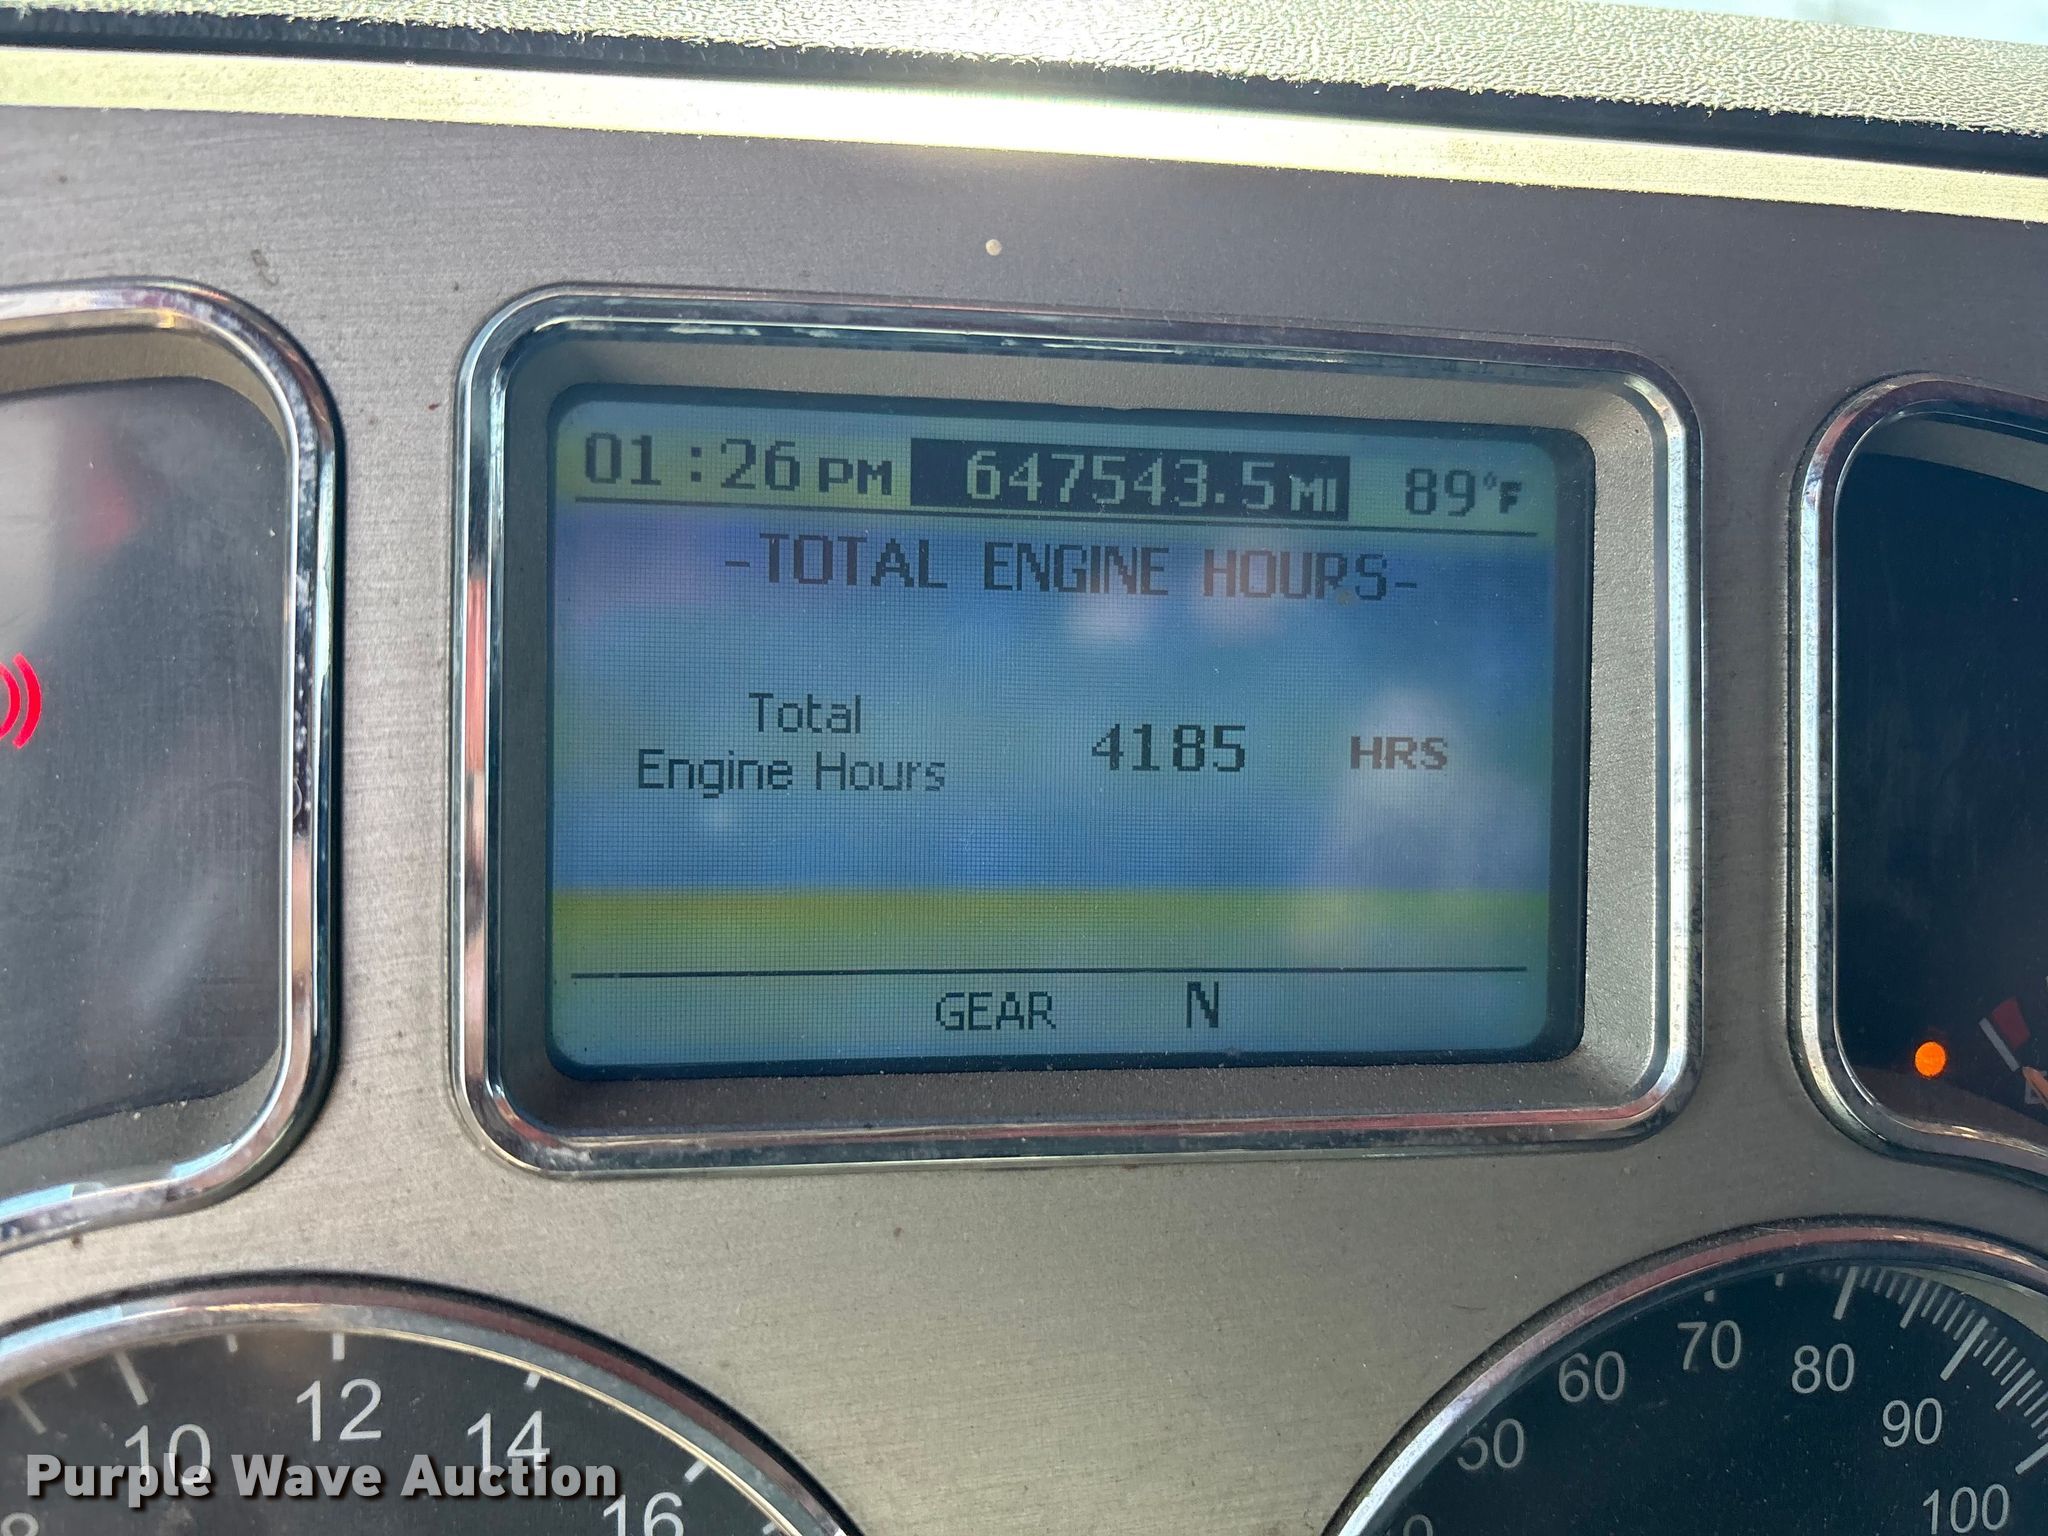 01:26 PM 647543.5 MI 89°F
-TOTAL ENGINE HOURS-
Total
Engine Hours 4185 HRS
GEAR N
10 12 14 16
50 60 70 80 90 100
Purple Wave Auction